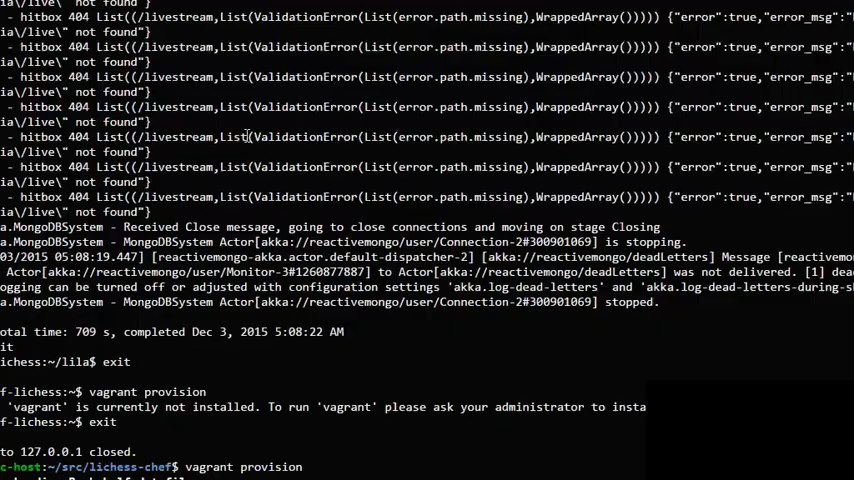 ia\/live\" not found"}
- hitbox 404 List((/livestream,List(ValidationError(List(error.path.missing),WrappedArray())))) {"error":true,"error_msg":"
ia\/live\" not found"}
- hitbox 404 List((/livestream,List(ValidationError(List(error.path.missing),WrappedArray())))) {"error":true,"error_msg":"
ia\/live\" not found"}
- hitbox 404 List((/livestream,List(ValidationError(List(error.path.missing),WrappedArray())))) {"error":true,"error_msg":"
ia\/live\" not found"}
- hitbox 404 List((/livestream,List(ValidationError(List(error.path.missing),WrappedArray())))) {"error":true,"error_msg":"
ia\/live\" not found"}
- hitbox 404 List((/livestream,List(ValidationError(List(error.path.missing),WrappedArray())))) {"error":true,"error_msg":"
ia\/live\" not found"}
- hitbox 404 List((/livestream,List(ValidationError(List(error.path.missing),WrappedArray())))) {"error":true,"error_msg":"
ia\/live\" not found"}
- hitbox 404 List((/livestream,List(ValidationError(List(error.path.missing),WrappedArray())))) {"error":true,"error_msg":"
ia\/live\" not found"}
a.MongoDBSystem - Received Close message, going to close connections and moving on stage Closing
a.MongoDBSystem - MongoDBSystem Actor[akka://reactivemongo/user/Connection-2#300901069] is stopping.
03/2015 05:08:19.447] [reactivemongo-akka.actor.default-dispatcher-2] [akka://reactivemongo/deadLetters] Message [reactivemo
Actor[akka://reactivemongo/user/Monitor-3#1260877887] to Actor[akka://reactivemongo/deadLetters] was not delivered. [1] dead
ogging can be turned off or adjusted with configuration settings 'akka.log-dead-letters' and 'akka.log-dead-letters-during-s
a.MongoDBSystem - MongoDBSystem Actor[akka://reactivemongo/user/Connection-2#300901069] stopped.
otal time: 709 s, completed Dec 3, 2015 5:08:22 AM
it
ichess:~/lila$ exit
f-lichess:~$ vagrant provision
'vagrant' is currently not installed. To run 'vagrant' please ask your administrator to insta
f-lichess:~$ exit
to 127.0.0.1 closed.
c-host:~/src/lichess-chef$ vagrant provision